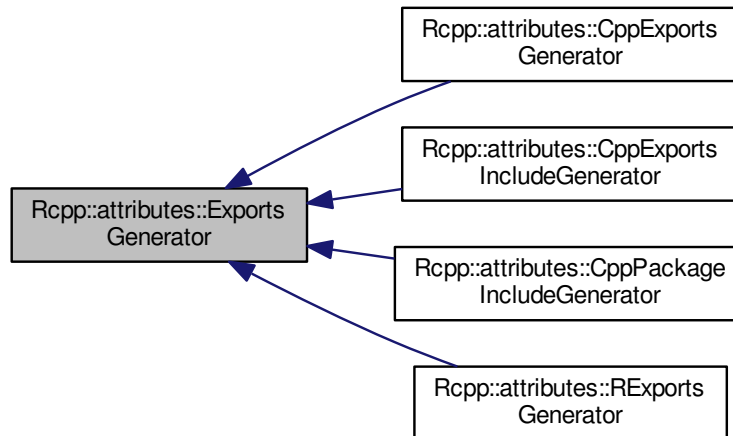 Rcpp::attributes::CppExports
Generator
Rcpp::attributes::CppExports
IncludeGenerator
Rcpp::attributes::Exports
Generator
Rcpp::attributes::CppPackage
IncludeGenerator
Rcpp::attributes::RExports
Generator